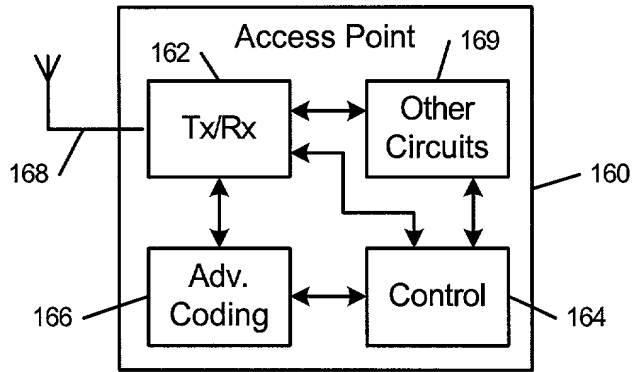 Access Point
162
169
Tx/Rx
Other
Circuits
168
160
Adv.
Coding
Control
166
164